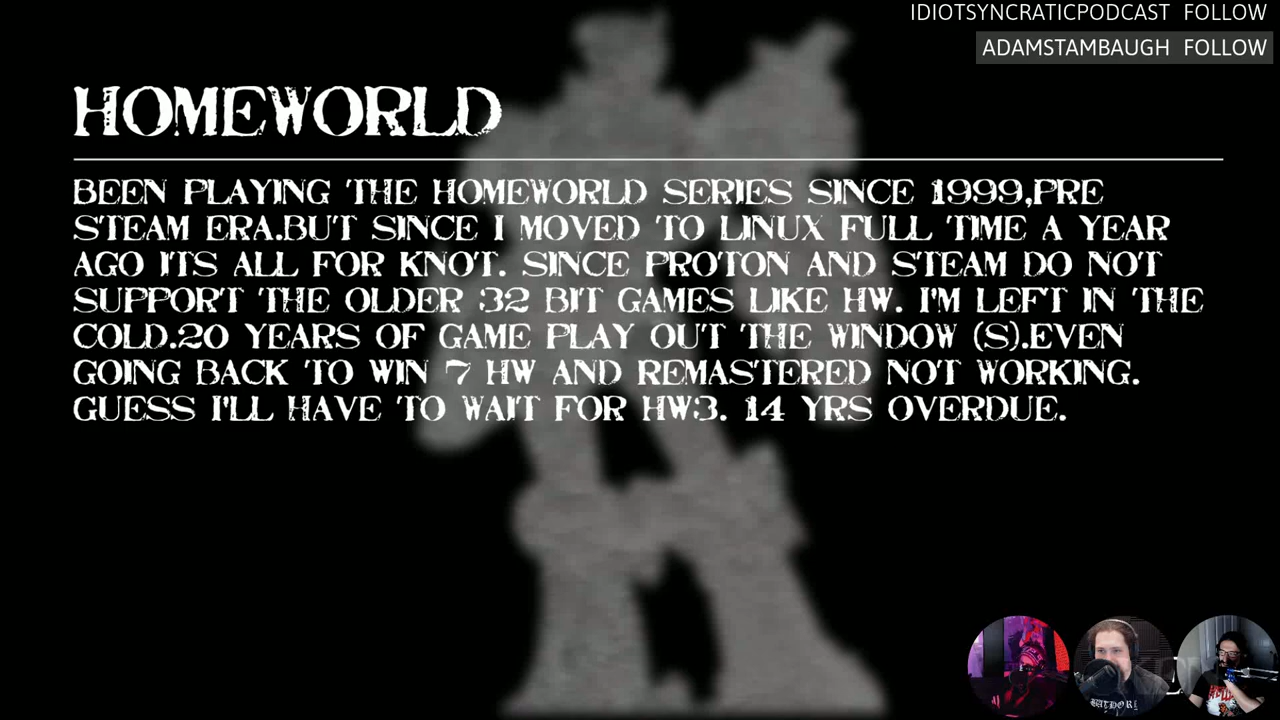 IDIOTSYNCRATICPODCAST FOLLOW
ADAMSTAMBAUGH FOLLOW
HOMEWORLD
BEEN PLAYING THE HOMEWORLD SERIES SINCE 1999,PRE
STEAM ERA.BUT SINCE I MOVED TO LINUX FULL TIME A YEAR
AGO ITS ALL FOR KNOT. SINCE PROTON AND STEAM DO NOT
SUPPORT THE OLDER 32 BIT GAMES LIKE HW. I'M LEFT IN THE
COLD.20 YEARS OF GAME PLAY OUT THE WINDOW (S).EVEN
GOING BACK TO WIN 7 HW AND REMASTERED NOT WORKING.
GUESS I'LL HAVE TO WAIT FOR HW3. 14 YRS OVERDUE.